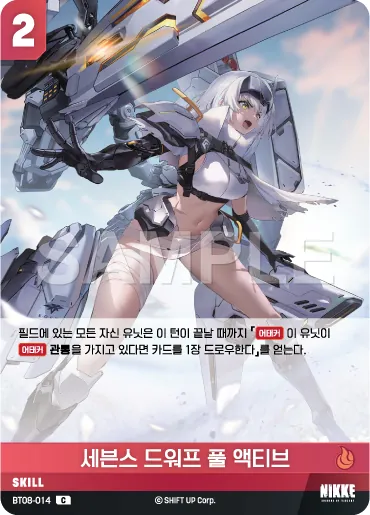 2
SAMPLE
필드에 있는 모든 자신 유닛은 이 턴이 끝날 때까지 「어태커 이 유닛이
어태커 관통을 가지고 있다면 카드를 1장 드로우한다」를 얻는다.
세븐스 드워프 풀 액티브
SKILL
BT08-014 C
© SHIFT UP Corp.
NIKKE